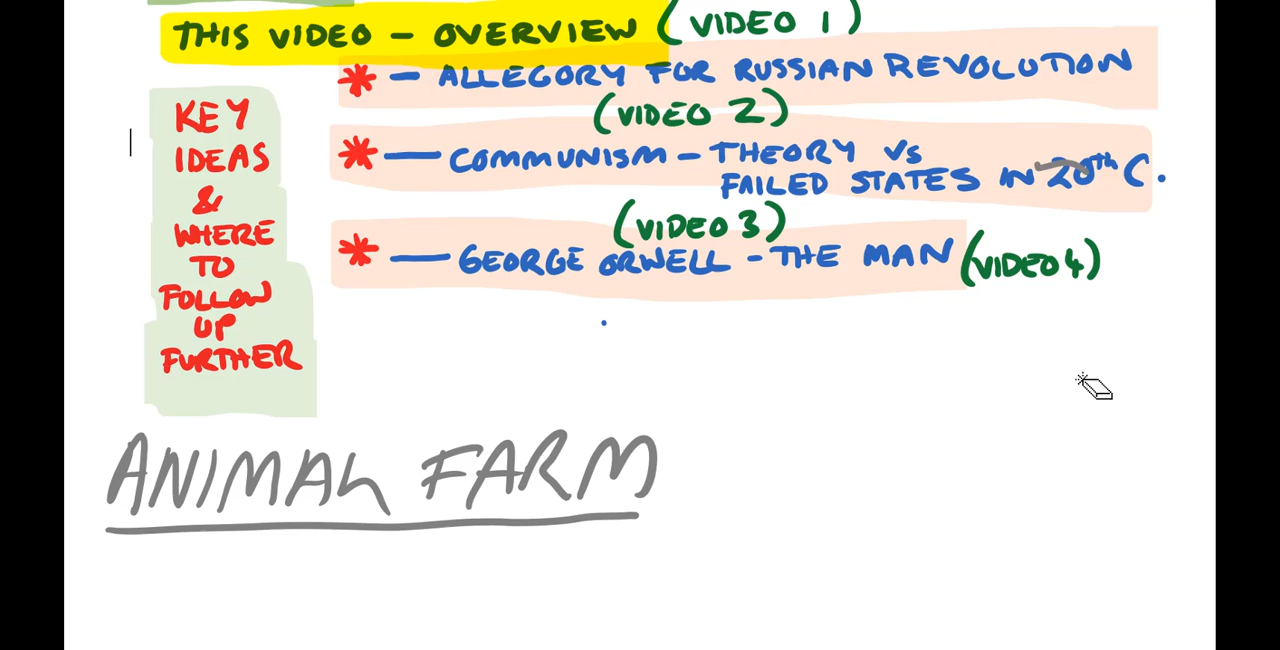 THIS VIDEO - OVERVIEW (VIDEO 1)
* - ALLEGORY FOR RUSSIAN REVOLUTION
(VIDEO 2)
* — COMMUNISM - THEORY VS
FAILED STATES IN 20th C.
(VIDEO 3)
* — GEORGE ORWELL - THE MAN (VIDEO 4)
KEY
IDEAS
&
WHERE
TO
FOLLOW
UP
FURTHER
ANIMAL FARM